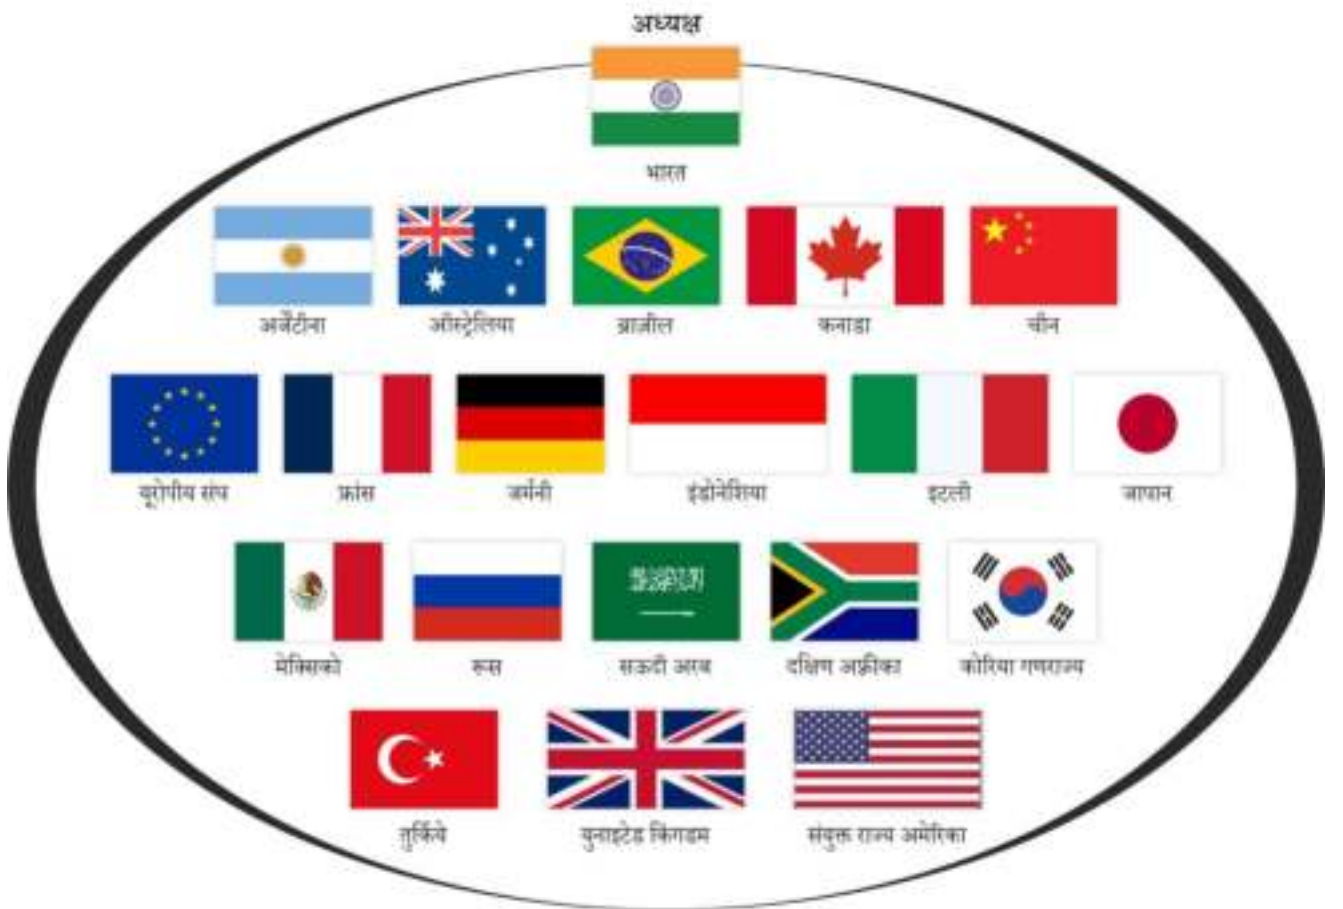 अध्यक्ष
भारत
अर्जेंटीना ऑस्ट्रेलिया ब्राज़ील कनाडा चीन
यूरोपीय संघ फ्रांस जर्मनी इंडोनेशिया इटली जापान
मेक्सिको रूस सऊदी अरब दक्षिण अफ़्रीका कोरिया गणराज्य
तुर्किये युनाइटेड किंगडम संयुक्त राज्य अमेरिका